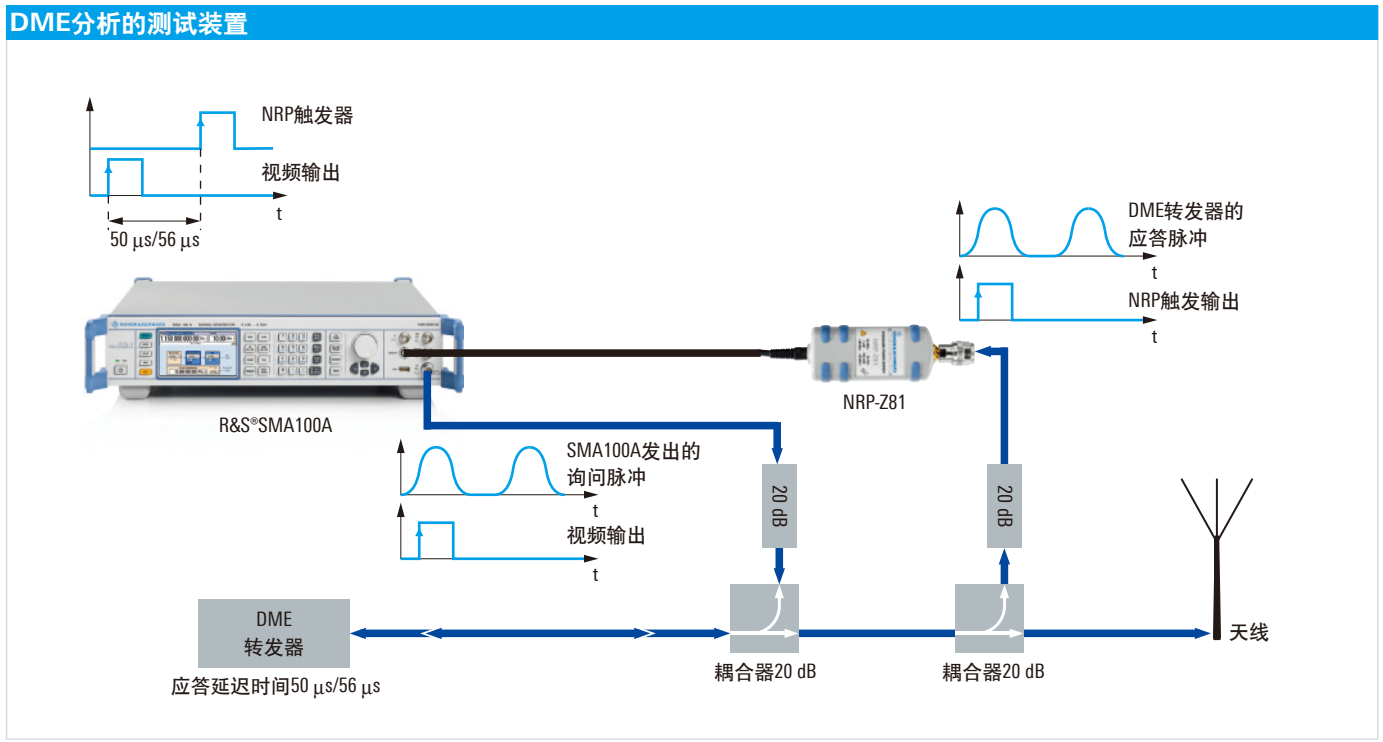 DME分析的测试装置
NRP触发器
视频输出
t
50 μs/56 μs
DME转发器的
应答脉冲
t
NRP触发输出
t
ROHDE&SCHWARZ
R&S®SMA100A
NRP-Z81
SMA100A发出的
询问脉冲
t
视频输出
t
20 dB
20 dB
DME
转发器
应答延迟时间50 μs/56 μs
耦合器20 dB
耦合器20 dB
天线